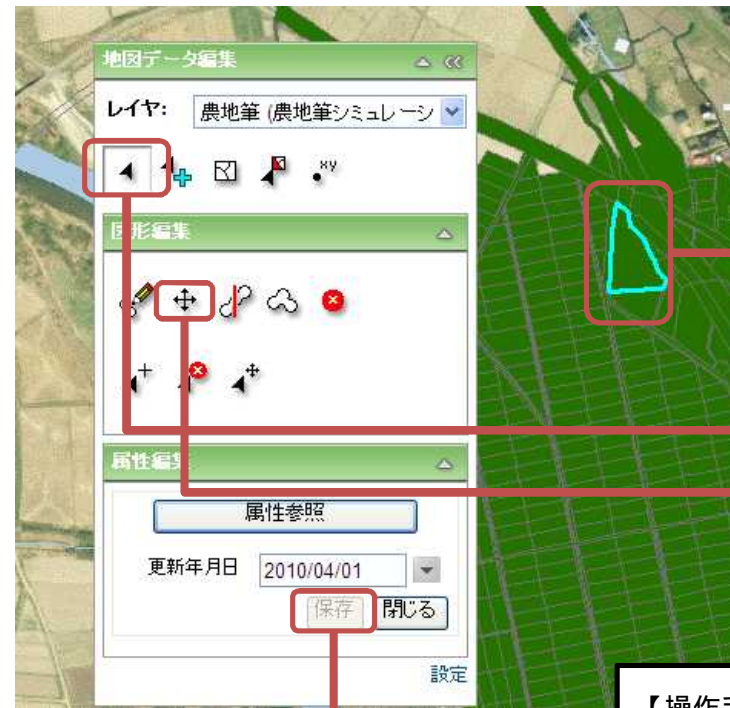 地図データ編集
レイヤ: 農地筆 (農地筆シミュレーシ
xy
図形編集
属性編集
属性参照
更新年月日 2010/04/01
保存 閉じる
設定
【操作